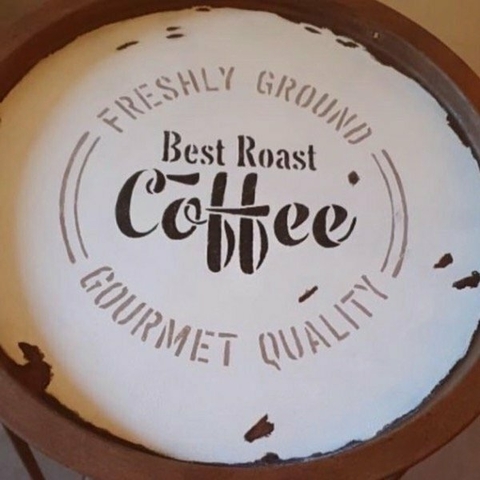 FRESHLY GROUND
Best Roast
Coffee
GOURMET QUALITY